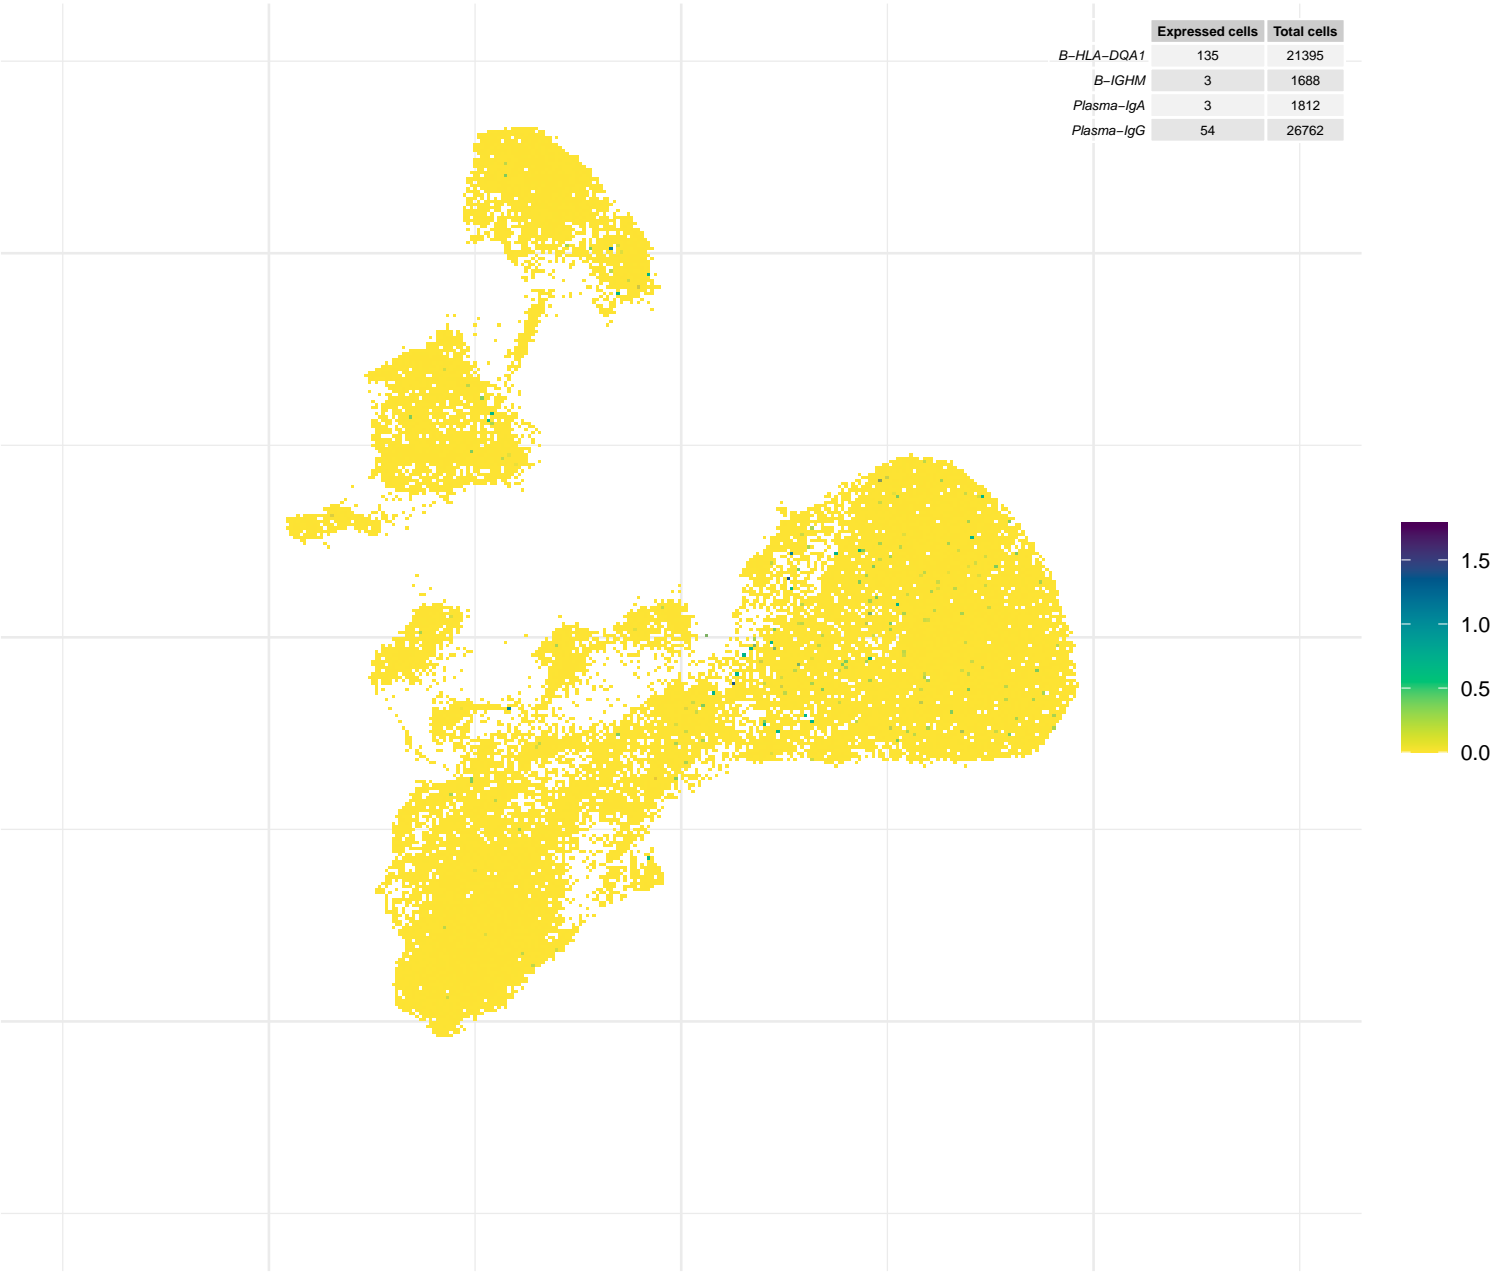 Expressed cells Total cells
B−HLA−DQA1 135 21395
B−IGHM 3 1688
Plasma−IgA 3 1812
Plasma−IgG 54 26762
1.5
1.0
0.5
0.0